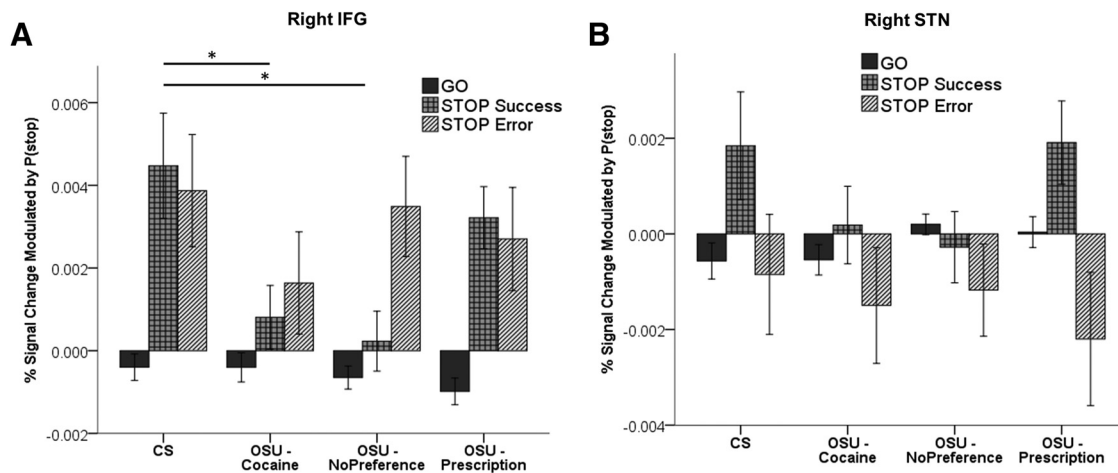 A
Right IFG
*
*
GO
STOP Success
STOP Error
% Signal Change Modulated by P(stop)
0.006
0.004
0.002
0.000
-0.002
CS
OSU -
Cocaine
OSU -
NoPreference
OSU -
Prescription
B
Right STN
GO
STOP Success
STOP Error
% Signal Change Modulated by P(stop)
0.002
0.000
-0.002
-0.004
CS
OSU -
Cocaine
OSU -
NoPreference
OSU -
Prescription